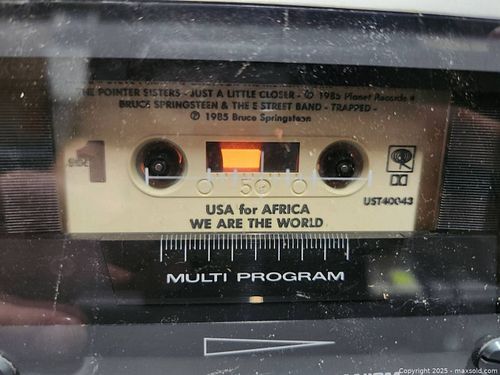 THE POINTER SISTERS - JUST A LITTLE CLOSER - ℗ 1985 Planet Records •
BRUCE SPRINGSTEEN & THE E STREET BAND - TRAPPED -
℗ 1985 Bruce Springsteen
1
50
UST40043
USA for AFRICA
WE ARE THE WORLD
MULTI PROGRAM
Copyright 2025 - maxsold.com